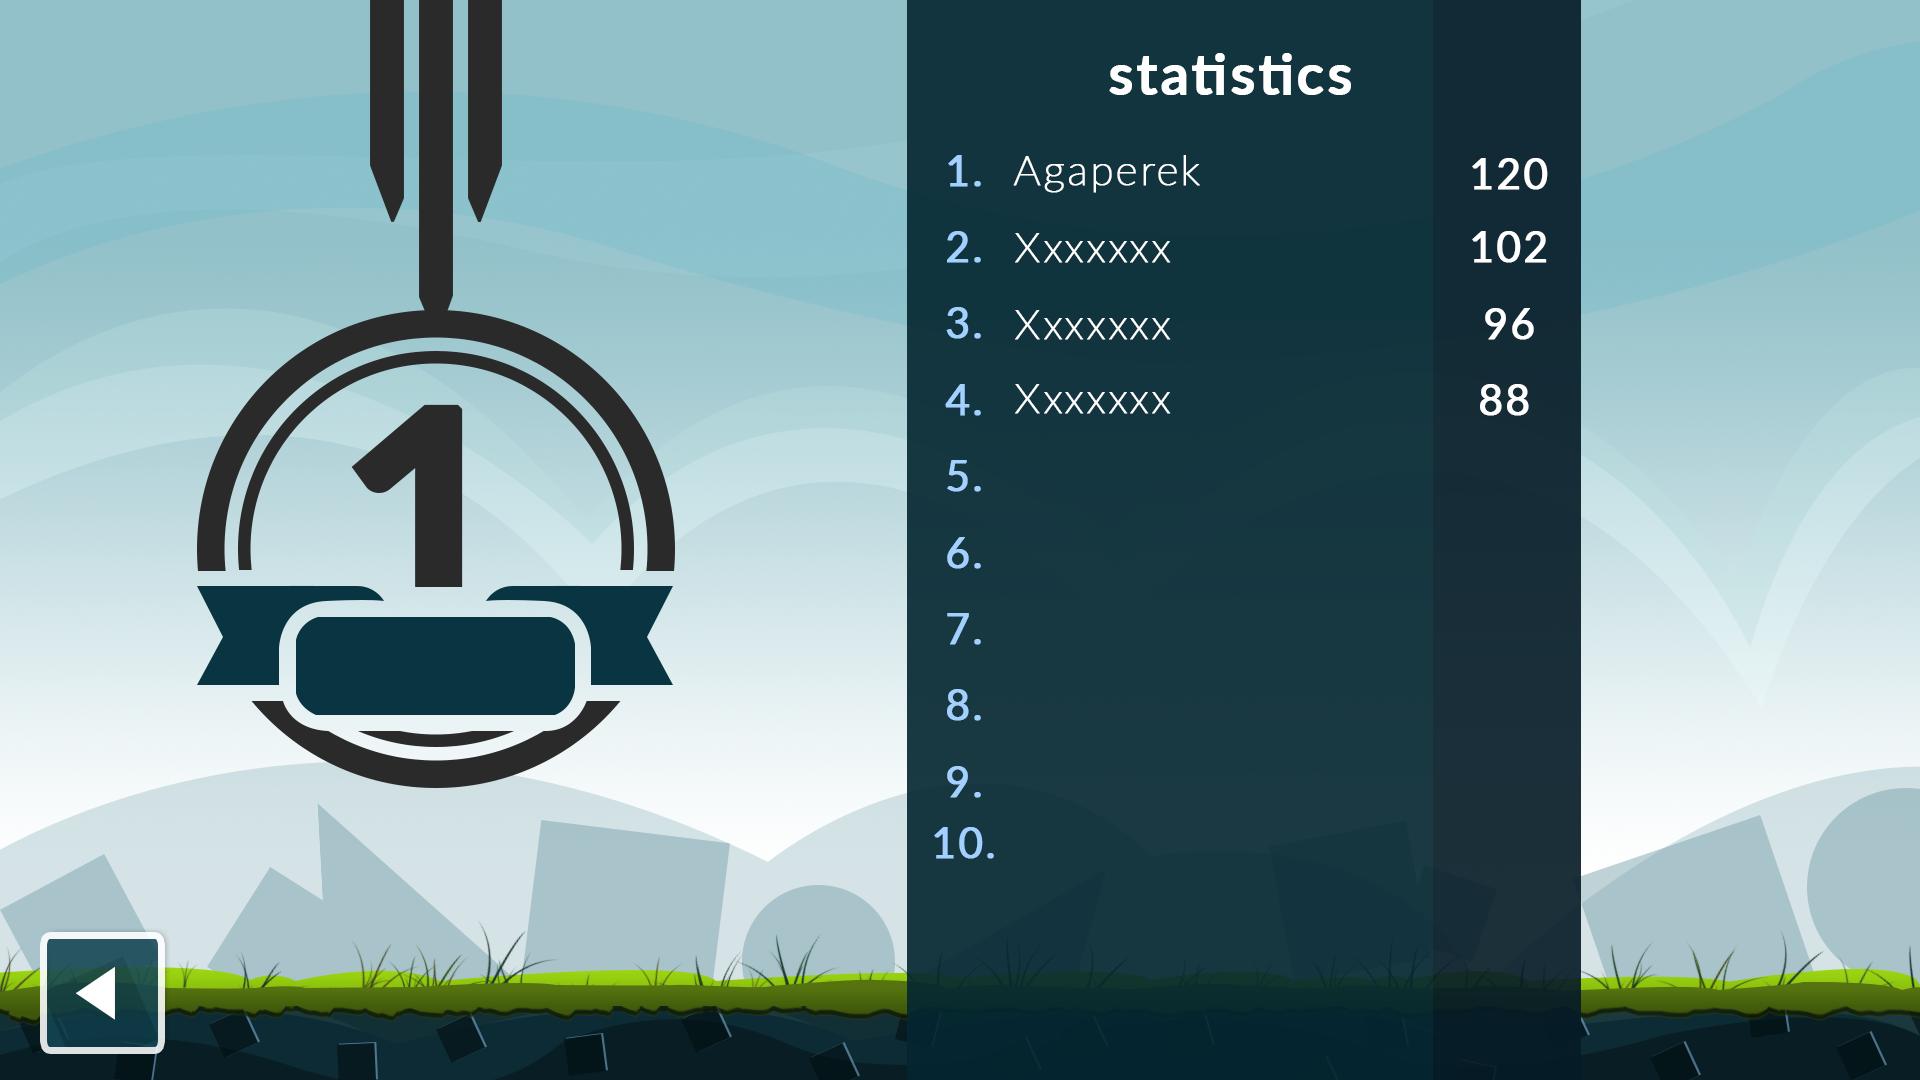 1
statistics
1. Agaperek 120
2. Xxxxxxx 102
3. Xxxxxxx 96
4. Xxxxxxx 88
5.
6.
7.
8.
9.
10.